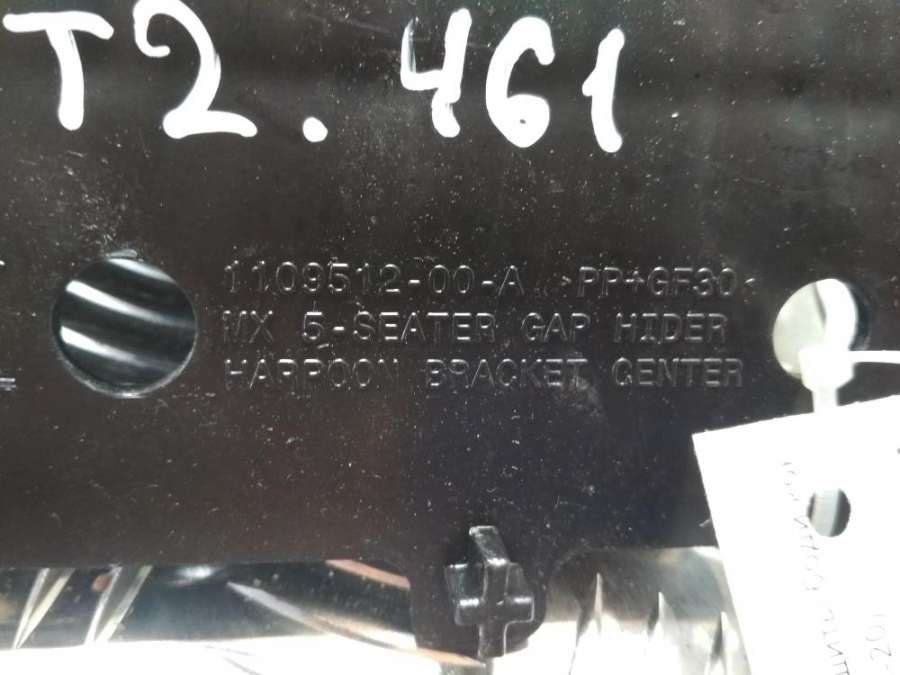 T2.461
1109512-00-A >PP+GF30<
MX 5-SEATER GAP HIDER
HARPOON BRACKET CENTER